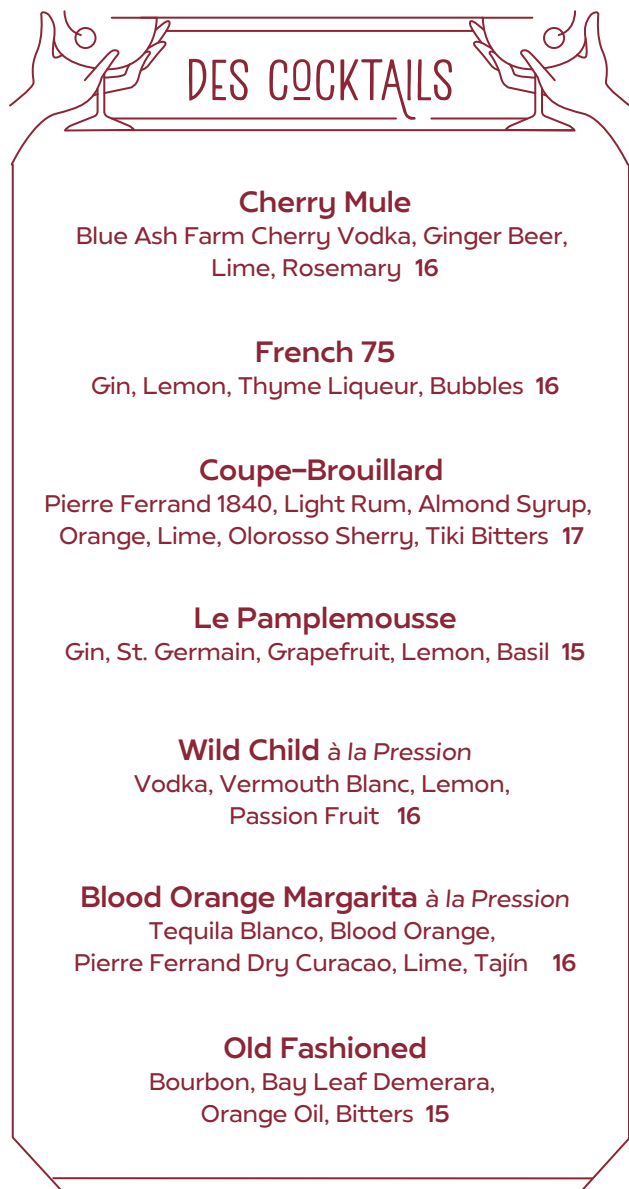 DES COCKTAILS
Cherry Mule
Blue Ash Farm Cherry Vodka, Ginger Beer,
Lime, Rosemary 16
French 75
Gin, Lemon, Thyme Liqueur, Bubbles 16
Coupe-Brouillard
Pierre Ferrand 1840, Light Rum, Almond Syrup,
Orange, Lime, Olorosso Sherry, Tiki Bitters 17
Le Pamplemousse
Gin, St. Germain, Grapefruit, Lemon, Basil 15
Wild Child à la Pression
Vodka, Vermouth Blanc, Lemon,
Passion Fruit 16
Blood Orange Margarita à la Pression
Tequila Blanco, Blood Orange,
Pierre Ferrand Dry Curacao, Lime, Tajín 16
Old Fashioned
Bourbon, Bay Leaf Demerara,
Orange Oil, Bitters 15